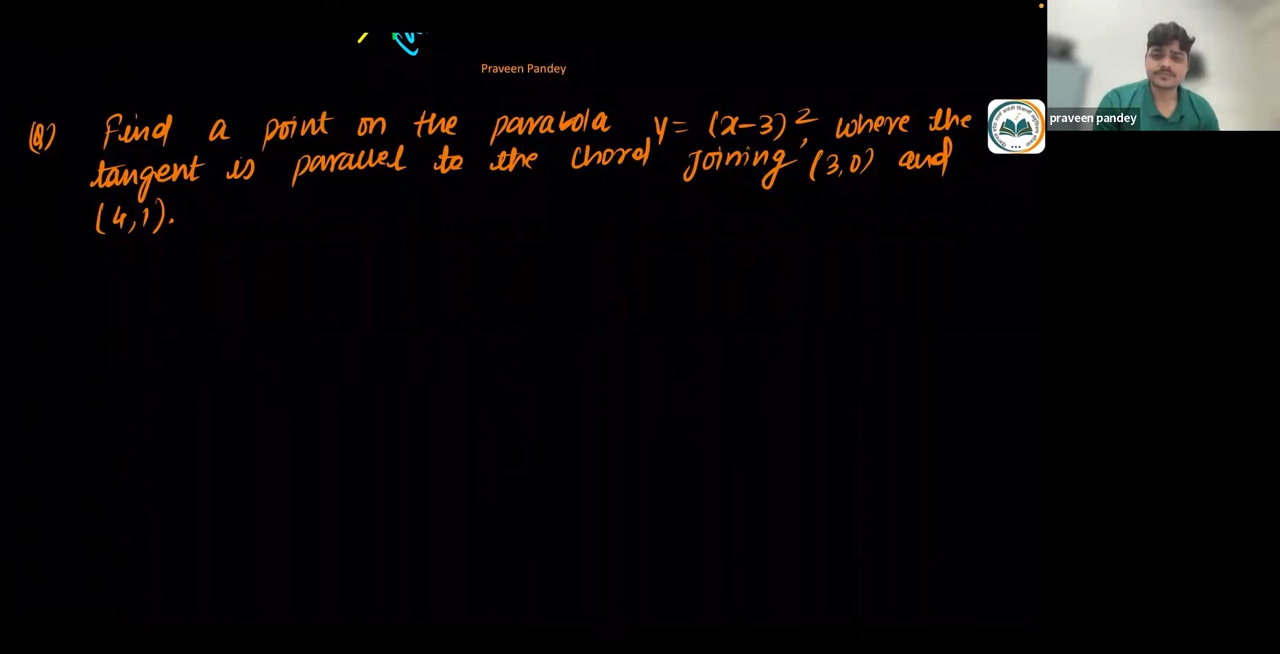 Praveen Pandey
(Q) Find a point on the parabola y = (x-3)², where the
tangent is parallel to the chord joining (3,0) and
(4,1).
praveen pandey